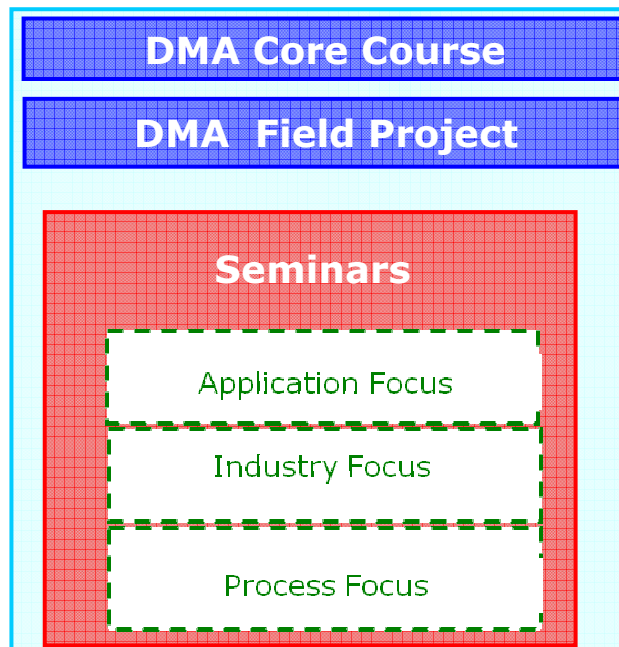 DMA Core Course
DMA Field Project
Seminars
Application Focus
Industry Focus
Process Focus